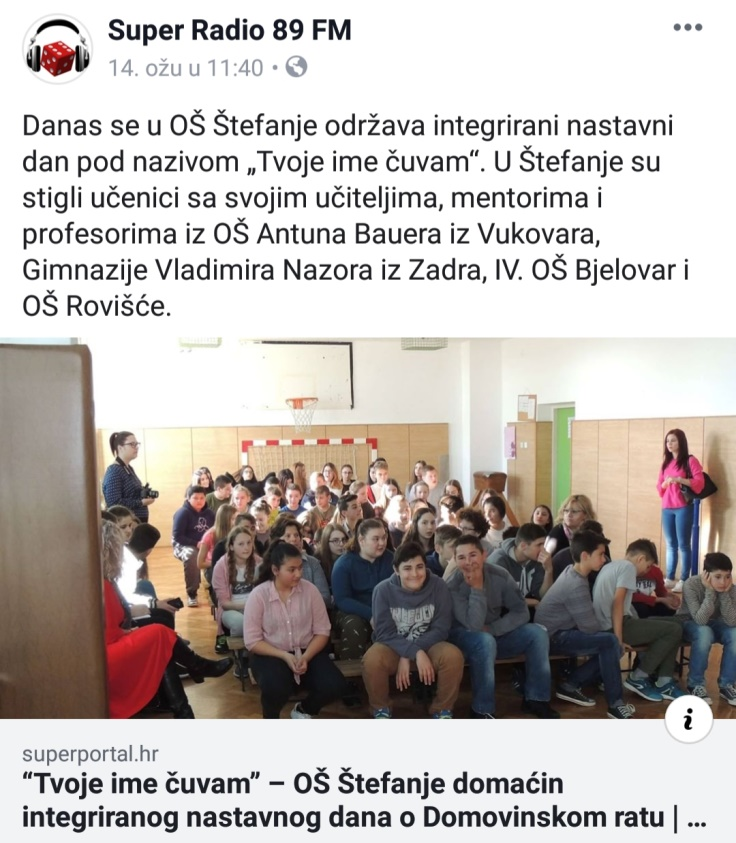 Super Radio 89 FM
14. ožu u 11:40 •
Danas se u OŠ Štefanje održava integrirani nastavni
dan pod nazivom „Tvoje ime čuvam“. U Štefanje su
stigli učenici sa svojim učiteljima, mentorima i
profesorima iz OŠ Antuna Bauera iz Vukovara,
Gimnazije Vladimira Nazora iz Zadra, IV. OŠ Bjelovar i
OŠ Rovišće.
superportal.hr
“Tvoje ime čuvam” – OŠ Štefanje domaćin
integriranog nastavnog dana o Domovinskom ratu | ...